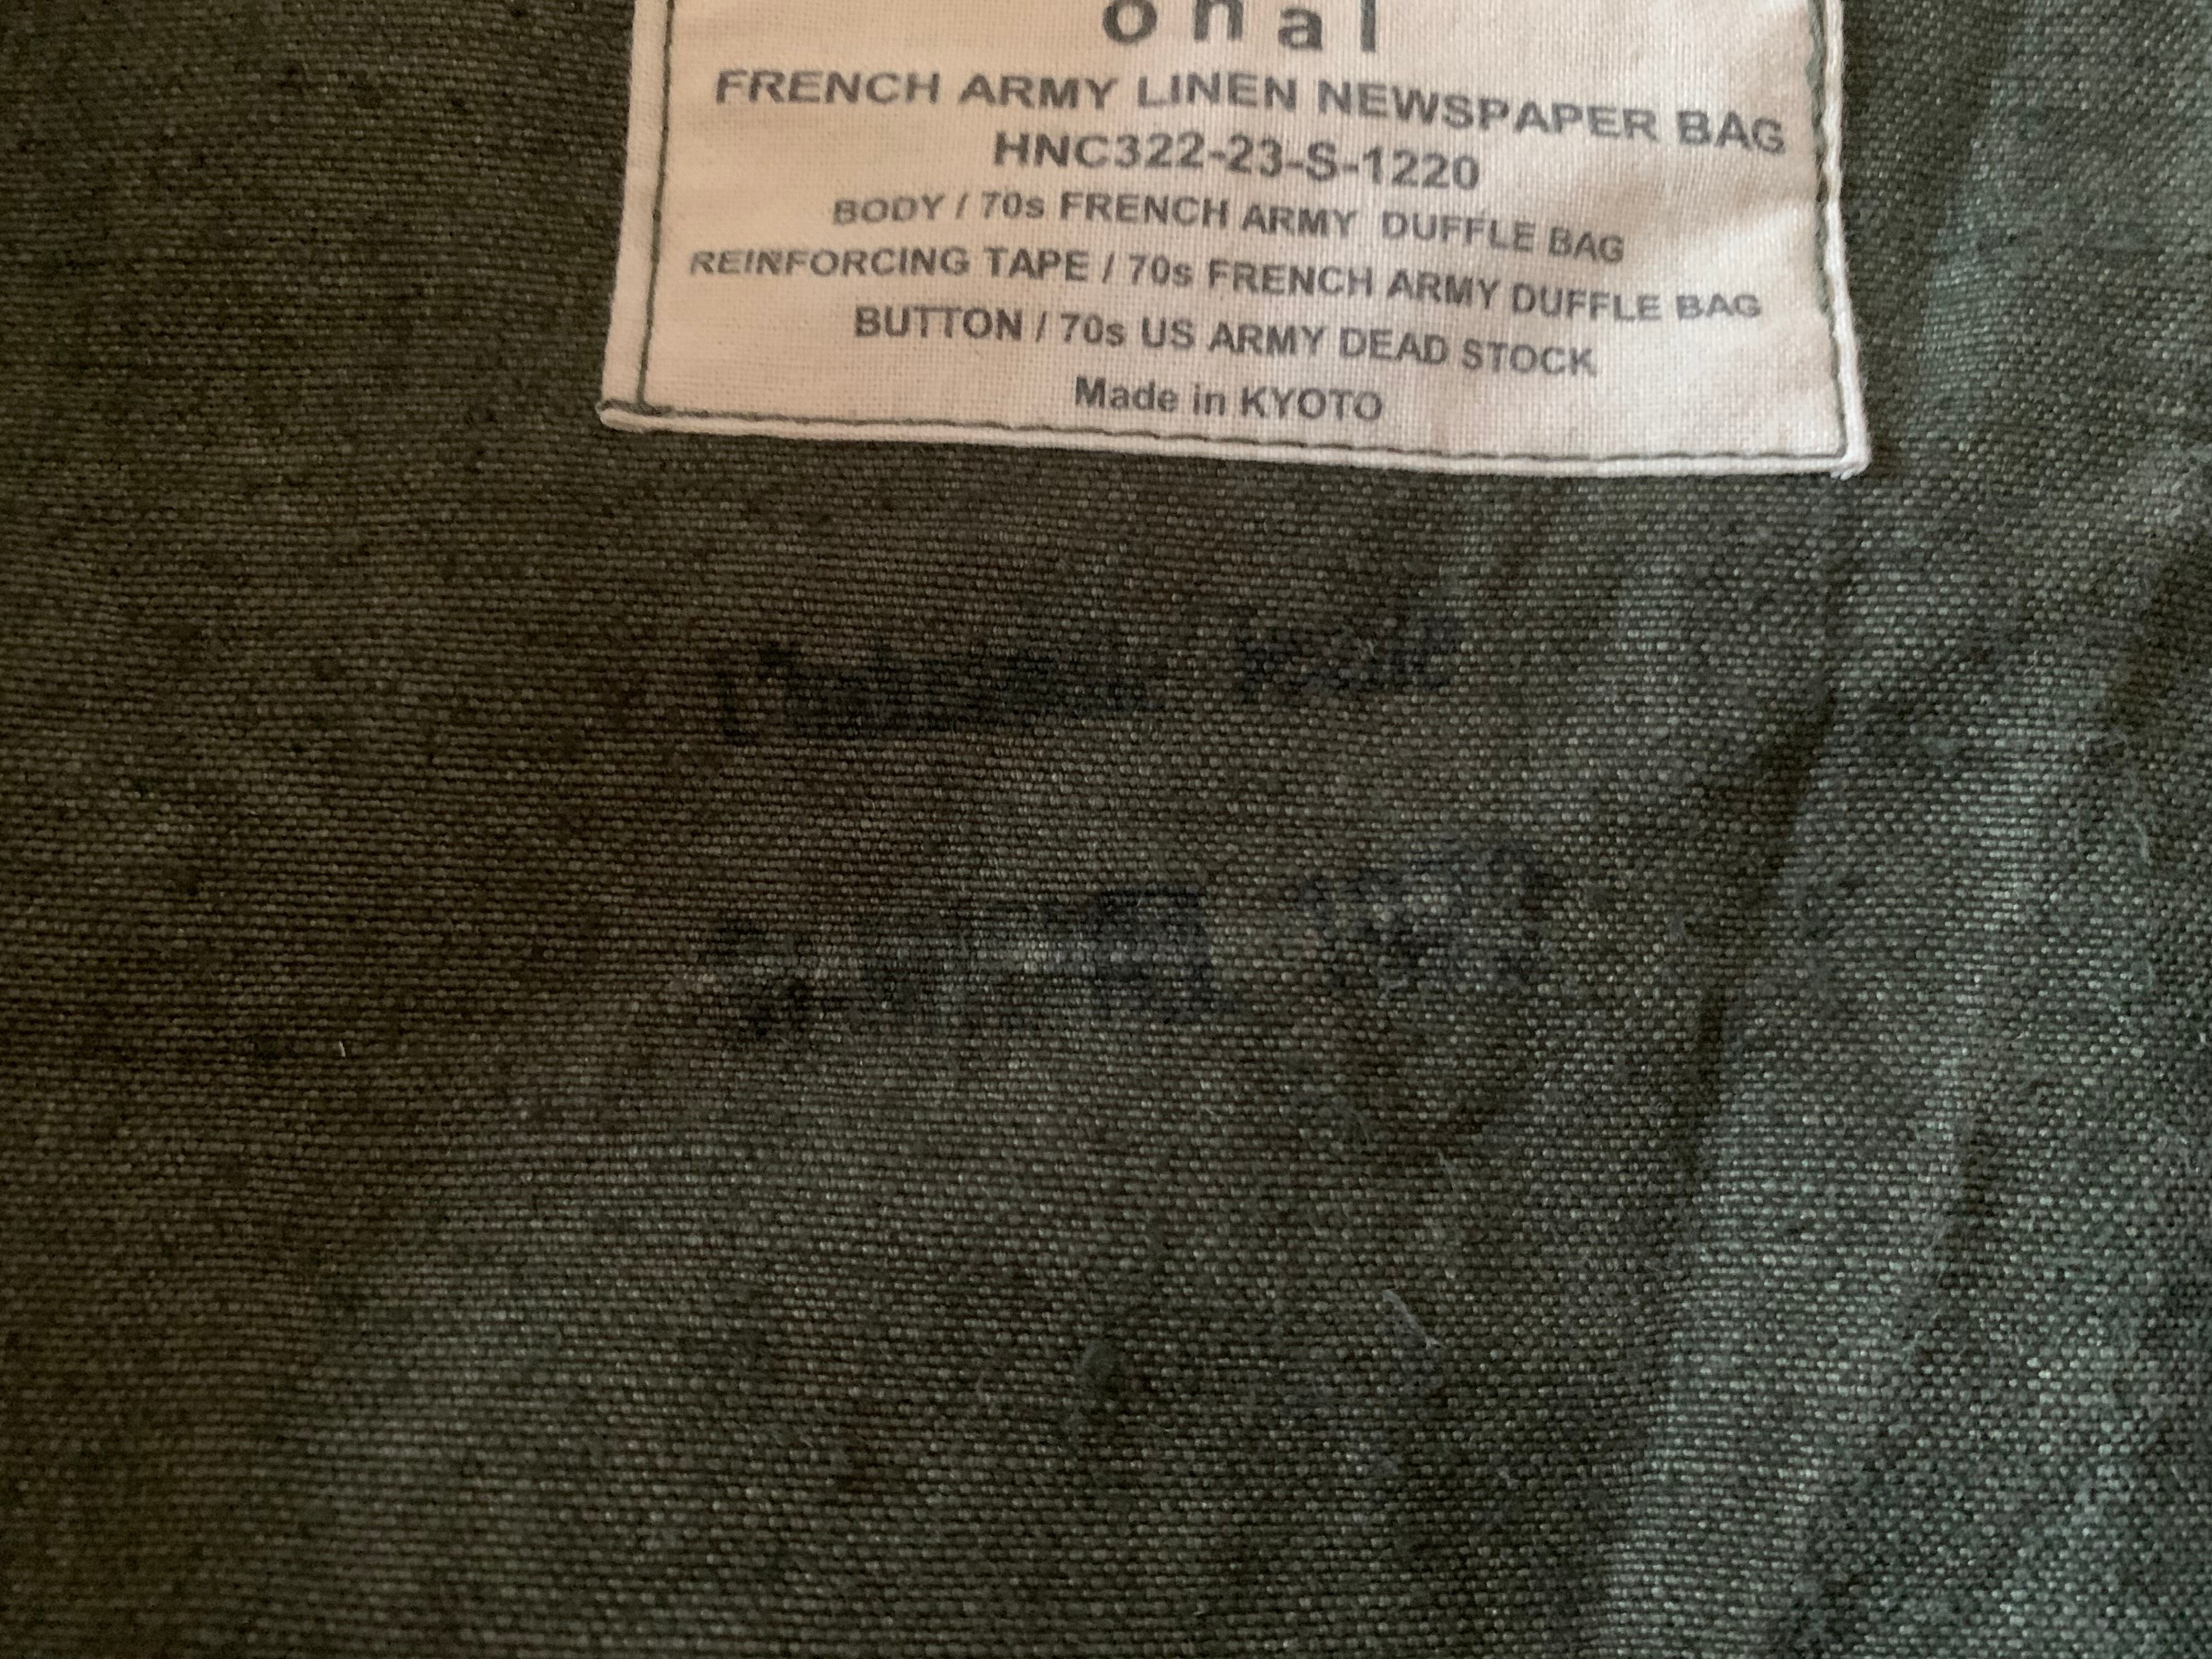 onal
FRENCH ARMY LINEN NEWSPAPER BAG
HNC322-23-S-1220
BODY / 70s FRENCH ARMY DUFFLE BAG
REINFORCING TAPE / 70s FRENCH ARMY DUFFLE BAG
BUTTON / 70s US ARMY DEAD STOCK
Made in KYOTO